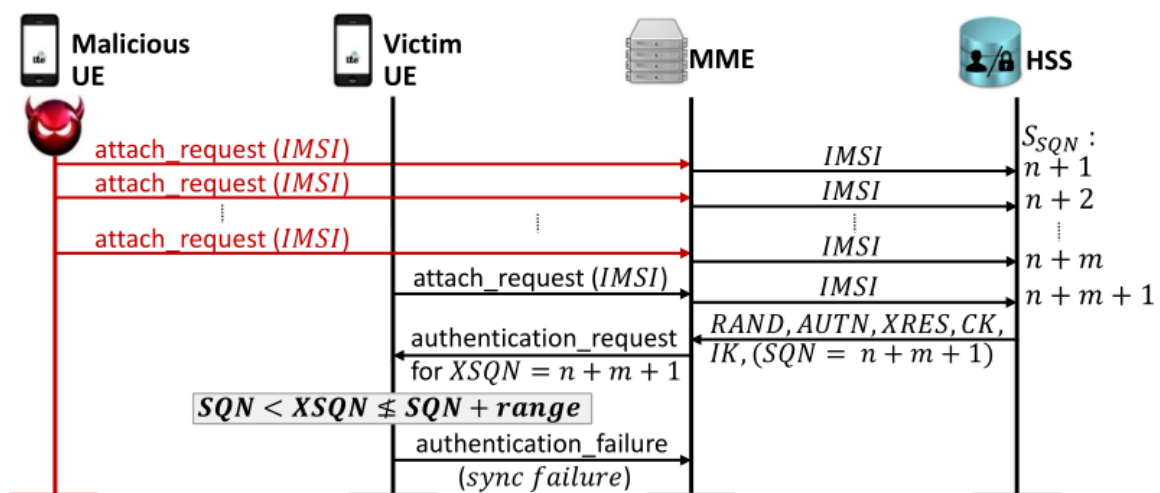 Malicious
UE
Victim
UE
MME
HSS
S_SQN :
attach_request (IMSI)
IMSI
n + 1
attach_request (IMSI)
IMSI
n + 2
attach_request (IMSI)
IMSI
n + m
attach_request (IMSI)
IMSI
n + m + 1
authentication_request
for XSQN = n + m + 1
RAND, AUTN, XRES, CK,
IK, (SQN = n + m + 1)
SQN < XSQN ≰ SQN + range
authentication_failure
(sync failure)